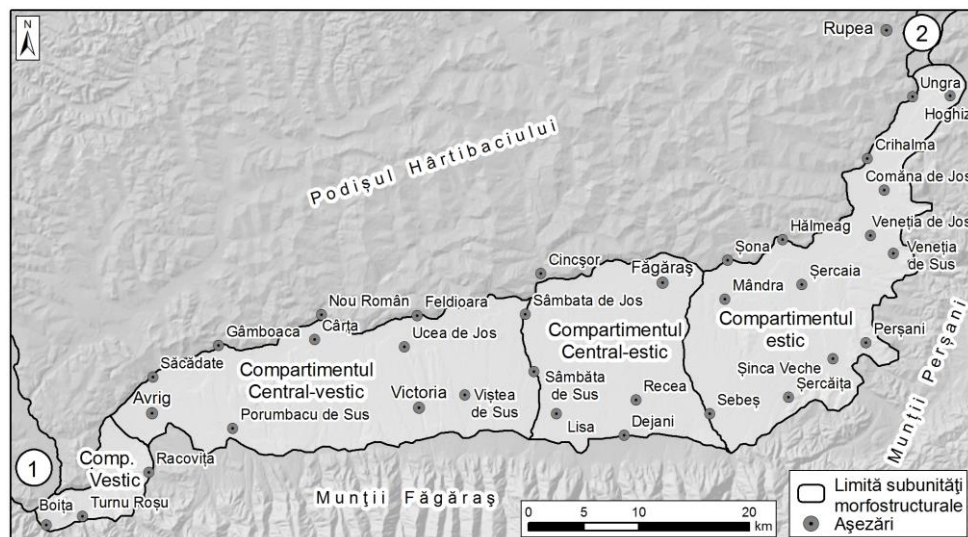 N
Rupea
2
Ungra
Hoghiz
Crihalma
Podișul Hârtibaciului
Comăna de Jos
Hălmeag
Veneția de Jos
Șona
Veneția
de Sus
Cincșor
Făgăraș
Șercaia
Mândra
Nou Român
Feldioara
Sâmbata de Jos
Gâmboaca
Cârța
Ucea de Jos
Compartimentul
Central-estic
Compartimentul
estic
Perșani
Săcădate
Compartimentul
Central-vestic
Sâmbăta
de Sus
Șinca Veche
Șercăița
Avrig
Porumbacu de Sus
Victoria
Viștea
de Sus
Recea
Sebeș
Lisa
Dejani
Munții Perșani
1
Comp.
Vestic
Racovița
Boița
Turnu Roșu
Munții Făgăraș
0 5 10 20
km
Limită subunități
morfostructurale
Așezări